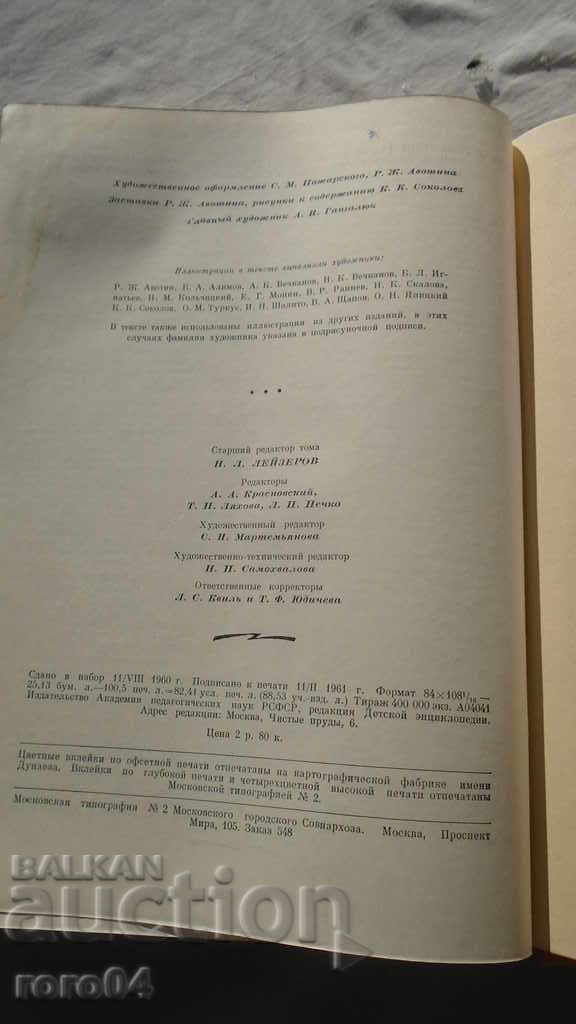 Художественное оформление С. М. Пожарского, Р. Ж. Авотина
Заставки Р. Ж. Авотина, рисунки к содержанию К. К. Соколова
Главный художник А. И.
Иллюстрации в тексте выполнили художники:
Р. Ж. Авотин, В. А. Алимов, А. К. Вечканов, Н. К. Вечканов, Б. Л. Иг-
натьев, Н. М. Кольчицкий, Е. Г. Монин, В. Р. Раннев, Н. К. Скалова,
К. К. Соколов, О. М. Туркус, И. Н. Шалито, В. А. Щапов, О. Н.
В тексте также использованы иллюстрации из других изданий, в этих
случаях фамилия художника указана в подрисуночной подписи.
* * *
Старший редактор тома
Н. Л. ЛЕЙЗЕРОВ
Редакторы
А. А. Красновский,
Т. Н. Ляхова, Л. П. Печко
Художественный редактор
С. И. Мартемьянова
Художественно-технический редактор
И. П. Самохвалова
Ответственные корректоры
Л. С. Квиль и Т. Ф. Юдичева
Сдано в набор 11/VIII 1960 г. Подписано к печати 11/II 1961 г. Формат 84×108 1/16 —
25,13 бум. л.—100,5 печ. л.=82,41 усл. печ. л. (88,53 уч.-изд. л.) Тираж 400 000 экз. А04041
Издательство Академии педагогических наук РСФСР, редакция Детской энциклопедии.
Адрес редакции: Москва, Чистые пруды, 6.
Цена 2 р. 80 к.
Цветные вклейки по офсетной печати отпечатаны на картографической фабрике имени
Дунаева. Вклейки по глубокой печати и четырехцветной высокой печати отпечатаны
Московской типографией № 2.
Московская типография № 2 Московского городского Совнархоза. Москва, Проспект
Мира, 105. Заказ 548
BALKAN
auction
roro04